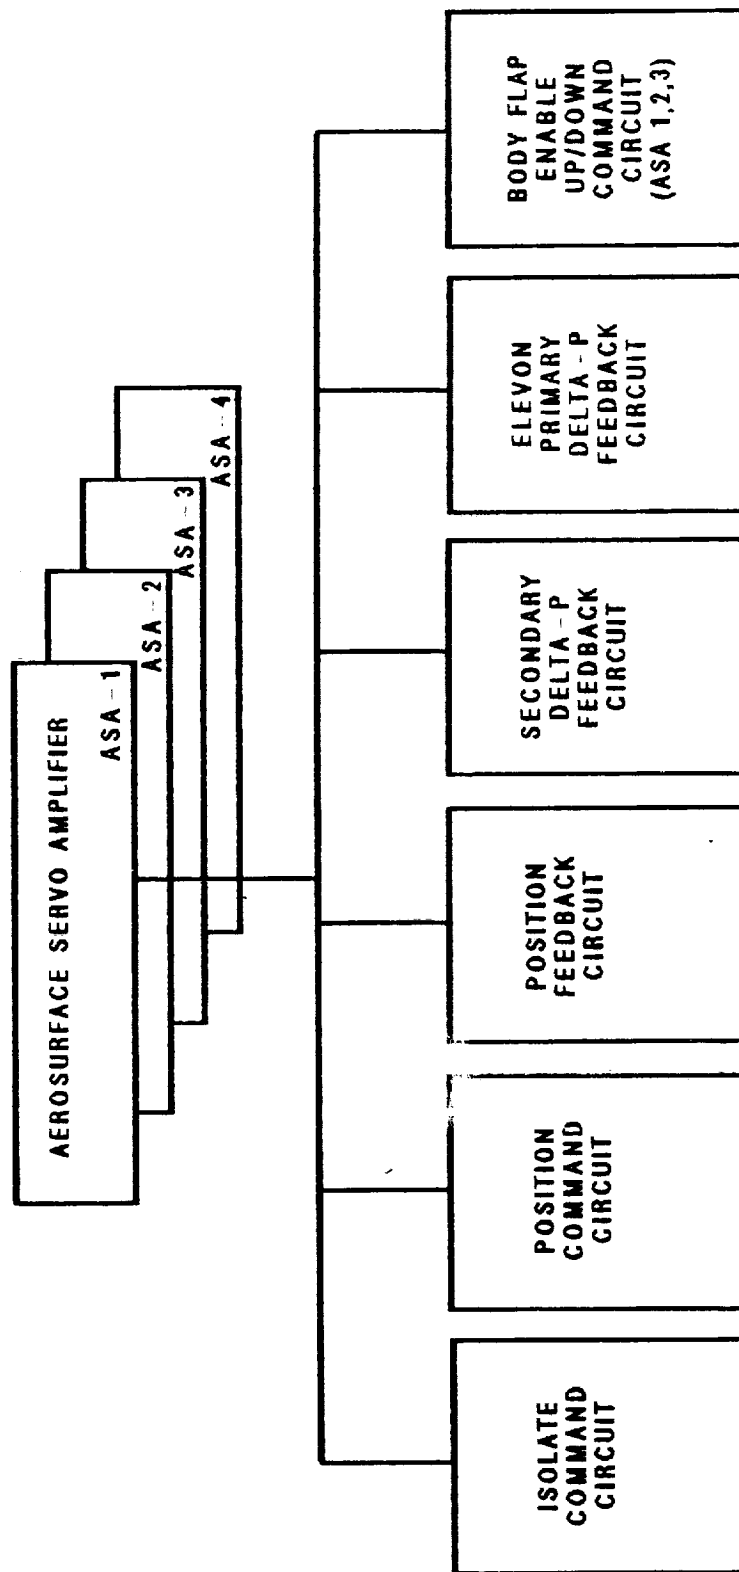 AEROSURFACE SERVO AMPLIFIER
ASA-1
ASA-2
ASA-3
ASA-4
ISOLATE
COMMAND
CIRCUIT
POSITION
COMMAND
CIRCUIT
POSITION
FEEDBACK
CIRCUIT
SECONDARY
DELTA-P
FEEDBACK
CIRCUIT
ELEVON
PRIMARY
DELTA-P
FEEDBACK
CIRCUIT
BODY FLAP
ENABLE
UP/DOWN
COMMAND
CIRCUIT
(ASA 1,2,3)